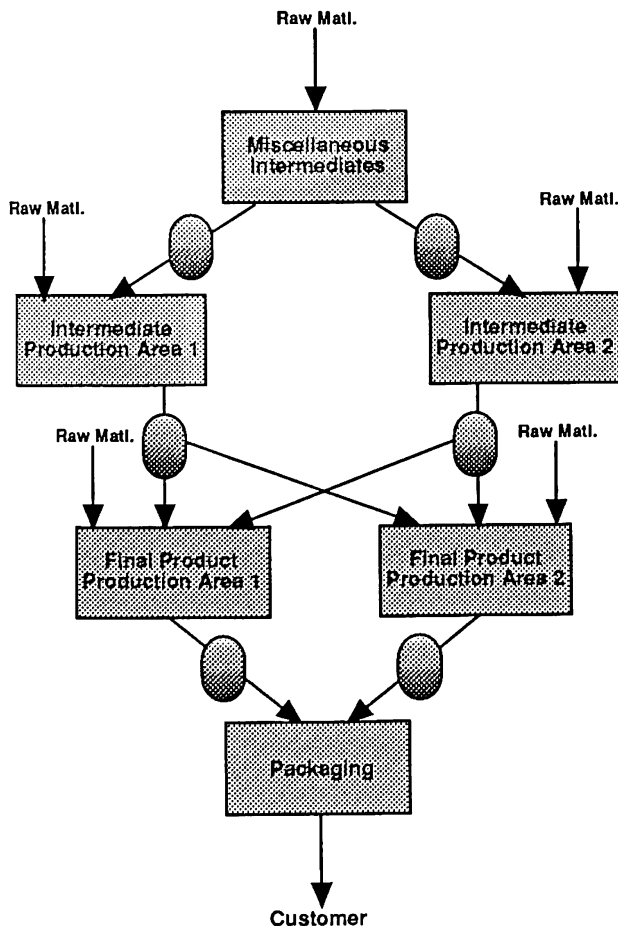 Raw Matl.
Miscellaneous
Intermediates
Raw Matl.
Raw Matl.
Intermediate
Production Area 1
Intermediate
Production Area 2
Raw Matl.
Raw Matl.
Final Product
Production Area 1
Final Product
Production Area 2
Packaging
Customer